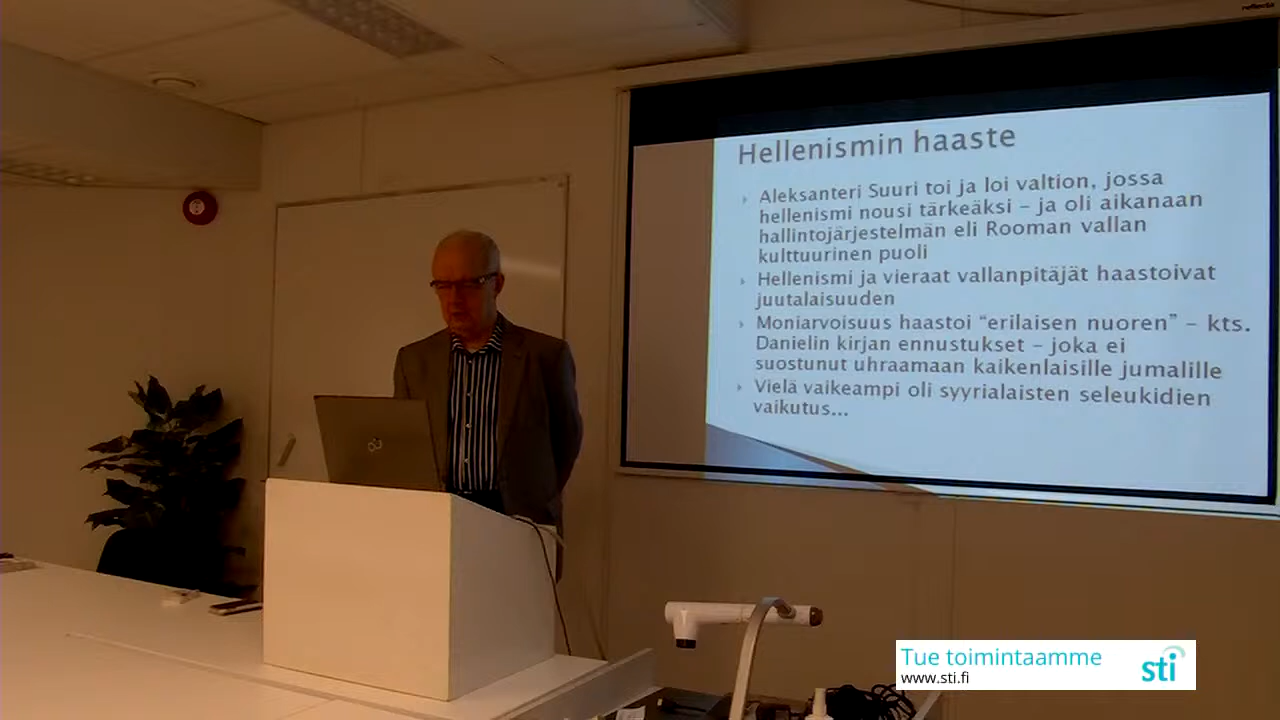 Hellenismin haaste
Aleksanteri Suuri toi ja loi valtion, jossa
hellenismi nousi tärkeäksi – ja oli aikanaan
hallintojärjestelmän eli Rooman vallan
kulttuurinen puoli
Hellenismi ja vieraat vallanpitäjät haastoivat
juutalaisuuden
Moniarvoisuus haastoi “erilaisen nuoren” – kts.
Danielin kirjan ennustukset – joka ei
suostunut uhraamaan kaikenlaisille jumalille
Vielä vaikeampi oli syyrialaisten seleukidien
vaikutus...
Tue toimintaamme
www.sti.fi
sti